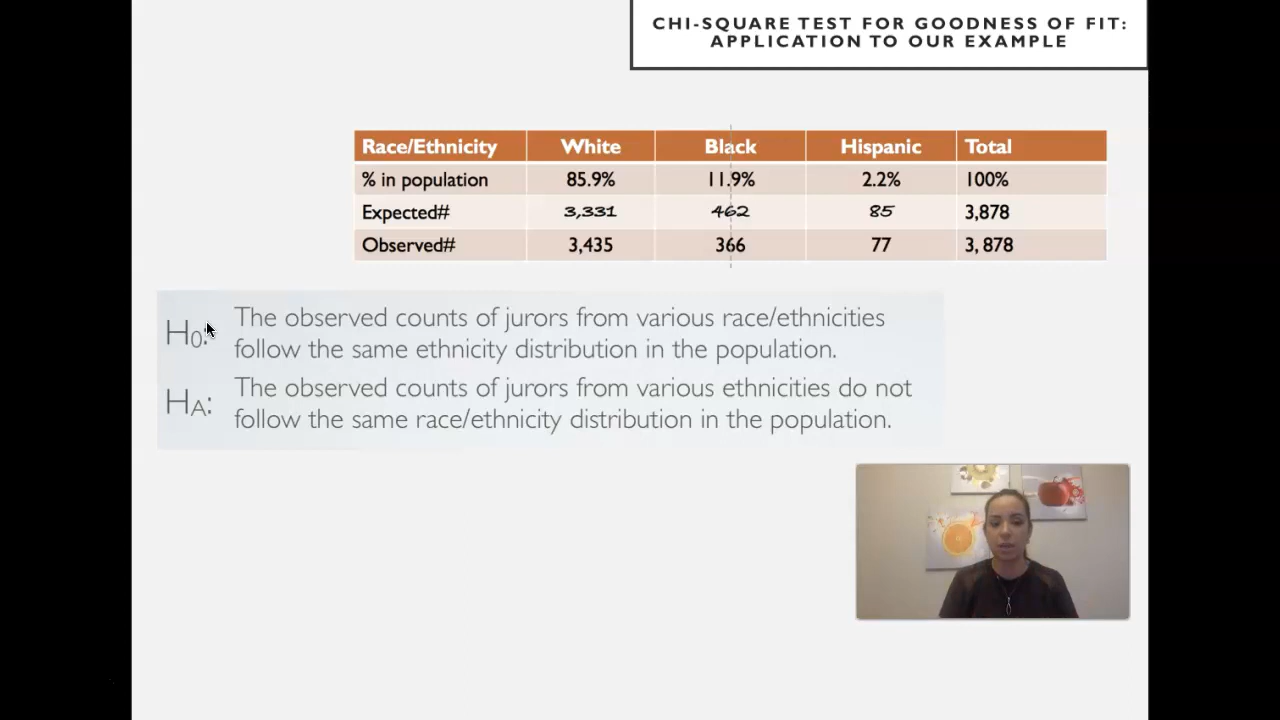 CHI-SQUARE TEST FOR GOODNESS OF FIT:
APPLICATION TO OUR EXAMPLE
Race/Ethnicity White Black Hispanic Total
% in population 85.9% 11.9% 2.2% 100%
Expected# 3,331 462 85 3,878
Observed# 3,435 366 77 3, 878
H0: The observed counts of jurors from various race/ethnicities
follow the same ethnicity distribution in the population.
HA: The observed counts of jurors from various ethnicities do not
follow the same race/ethnicity distribution in the population.